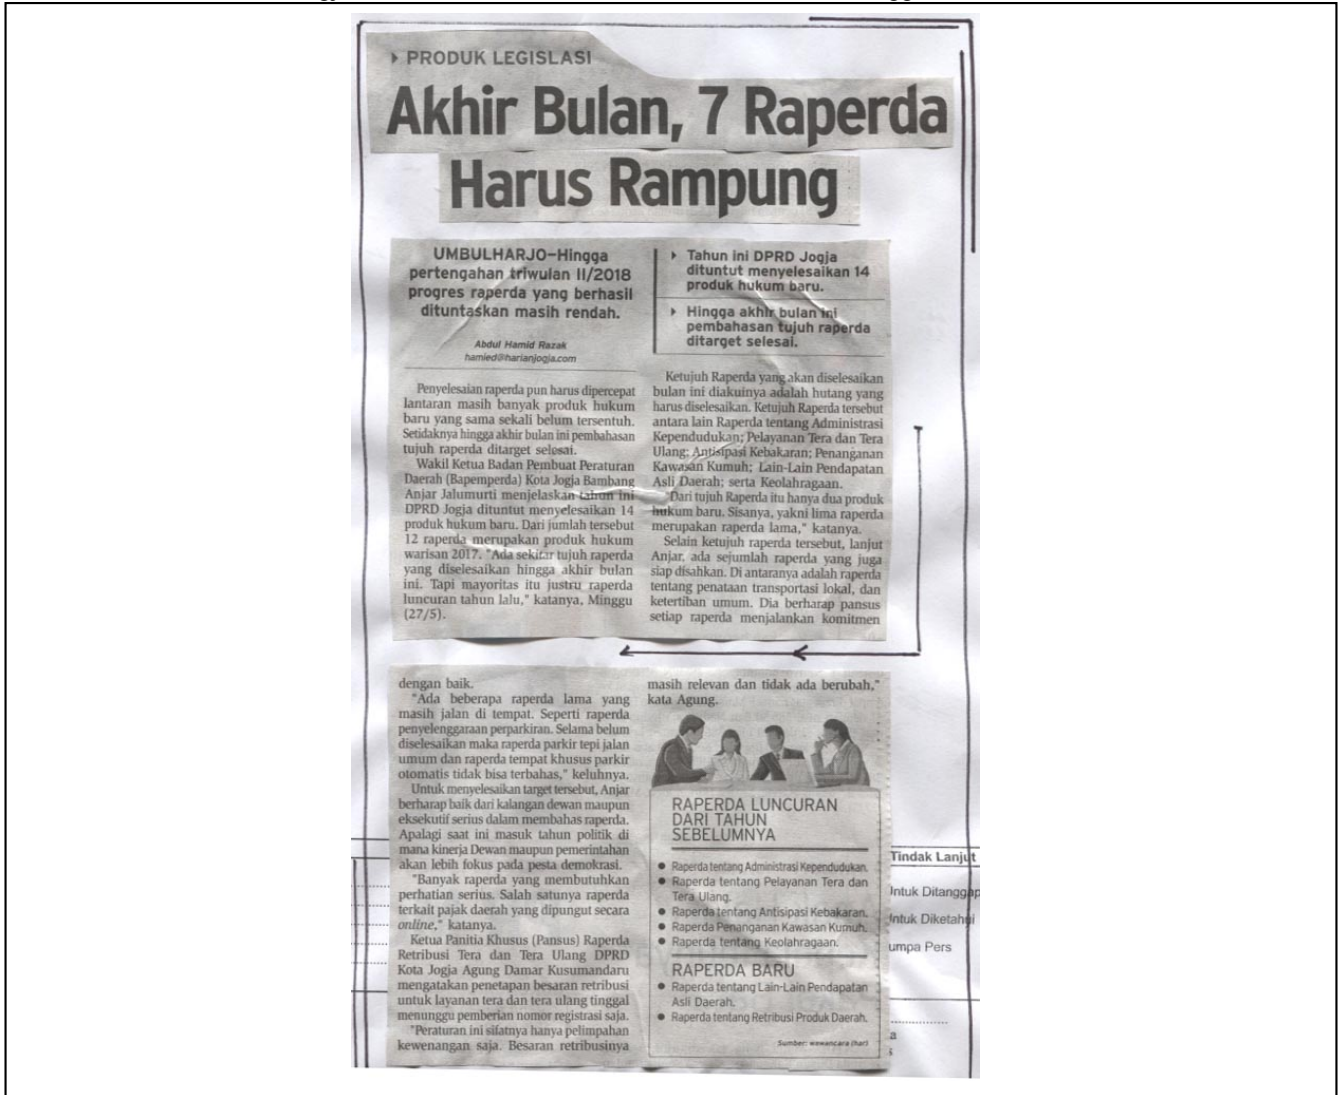 PRODUK LEGISLASI
Akhir Bulan, 7 Raperda
Harus Rampung
UMBULHARJO—Hingga
pertengahan triwulan II/2018
progres raperda yang berhasil
dituntaskan masih rendah.
Abdul Hamid Razak
hamied@harianjogja.com
Tahun ini DPRD Jogja
dituntut menyelesaikan 14
produk hukum baru.
Hingga akhir bulan ini
pembahasan tujuh raperda
ditarget selesai.
Penyelesaian raperda pun harus dipercepat
lantaran masih banyak produk hukum
baru yang sama sekali belum tersentuh.
Setidaknya hingga akhir bulan ini pembahasan
tujuh raperda ditarget selesai.
Wakil Ketua Badan Pembuat Peraturan
Daerah (Bapemperda) Kota Jogja Bambang
Anjar Jalumurti menjelaskan tahun ini
DPRD Jogja dituntut menyelesaikan 14
produk hukum baru. Dari jumlah tersebut
12 raperda merupakan produk hukum
warisan 2017. "Ada sekitar tujuh raperda
yang diselesaikan hingga akhir bulan
ini. Tapi mayoritas itu justru raperda
luncuran tahun lalu," katanya, Minggu
(27/5).
Ketujuh Raperda yang akan diselesaikan
bulan ini diakuinya adalah hutang yang
harus diselesaikan. Ketujuh Raperda tersebut
antara lain Raperda tentang Administrasi
Kependudukan; Pelayanan Tera dan Tera
Ulang; Antisipasi Kebakaran; Penanganan
Kawasan Kumuh; Lain-Lain Pendapatan
Asli Daerah; serta Keolahragaan.
"Dari tujuh Raperda itu hanya dua produk
hukum baru. Sisanya, yakni lima raperda
merupakan raperda lama," katanya.
Selain ketujuh raperda tersebut, lanjut
Anjar, ada sejumlah raperda yang juga
siap disahkan. Di antaranya adalah raperda
tentang penataan transportasi lokal, dan
ketertiban umum. Dia berharap pansus
setiap raperda menjalankan komitmen
dengan baik.
"Ada beberapa raperda lama yang
masih jalan di tempat. Seperti raperda
penyelenggaraan perparkiran. Selama belum
diselesaikan maka raperda parkir tepi jalan
umum dan raperda tempat khusus parkir
otomatis tidak bisa terbahas," keluhnya.
Untuk menyelesaikan target tersebut, Anjar
berharap baik dari kalangan dewan maupun
eksekutif serius dalam membahas raperda.
Apalagi saat ini masuk tahun politik di
mana kinerja Dewan maupun pemerintahan
akan lebih fokus pada pesta demokrasi.
"Banyak raperda yang membutuhkan
perhatian serius. Salah satunya raperda
terkait pajak daerah yang dipungut secara
online," katanya.
Ketua Panitia Khusus (Pansus) Raperda
Retribusi Tera dan Tera Ulang DPRD
Kota Jogja Agung Damar Kusumandaru
mengatakan penetapan besaran retribusi
untuk layanan tera dan tera ulang tinggal
menunggu pemberian nomor registrasi saja.
"Peraturan ini sifatnya hanya pelimpahan
kewenangan saja. Besaran retribusinya
masih relevan dan tidak ada berubah,"
kata Agung.
RAPERDA LUNCURAN
DARI TAHUN
SEBELUMNYA
● Raperda tentang Administrasi Kependudukan.
● Raperda tentang Pelayanan Tera dan
Tera Ulang.
● Raperda tentang Antisipasi Kebakaran.
● Raperda Penanganan Kawasan Kumuh.
● Raperda tentang Keolahragaan.
RAPERDA BARU
● Raperda tentang Lain-Lain Pendapatan
Asli Daerah.
● Raperda tentang Retribusi Produk Daerah.
Sumber: wawancara (har)
Tindak Lanjut
Untuk Ditanggap
Untuk Diketahui
umpa Pers